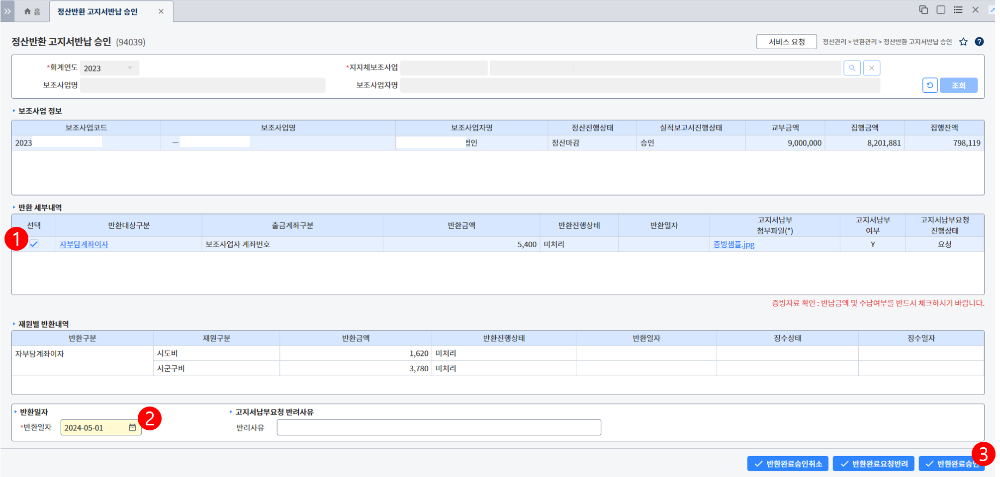 홈
정산반환 고지서반납 승인
정산반환 고지서반납 승인 (94039)
서비스 요청
정산관리 > 반환관리 > 정산반환 고지서반납 승인
*회계연도 2023
*지자체보조사업
보조사업명
보조사업자명
조회
보조사업 정보
보조사업코드 보조사업명 보조사업자명 정산진행상태 실적보고서진행상태 교부금액 집행금액 집행잔액
2023 정산마감 승인 9,000,000 8,201,881 798,119
반환 세부내역
선택 반환대상구분 출금계좌구분 반환금액 반환진행상태 반환일자 고지서납부 첨부파일(*) 고지서납부 여부 고지서납부요청 진행상태
1
자부담계좌이자 보조사업자 계좌번호 5,400 미처리 증빙샘플.jpg Y 요청
증빙자료 확인 : 반납금액 및 수납여부를 반드시 체크하시기 바랍니다.
재원별 반환내역
반환구분 재원구분 반환금액 반환진행상태 반환일자 징수상태 징수일자
자부담계좌이자 시도비 1,620 미처리
시군구비 3,780 미처리
반환일자
2
고지서납부요청 반려사유
*반환일자 2024-05-01
반려사유
3
반환완료승인취소 반환완료요청반려 반환완료승인